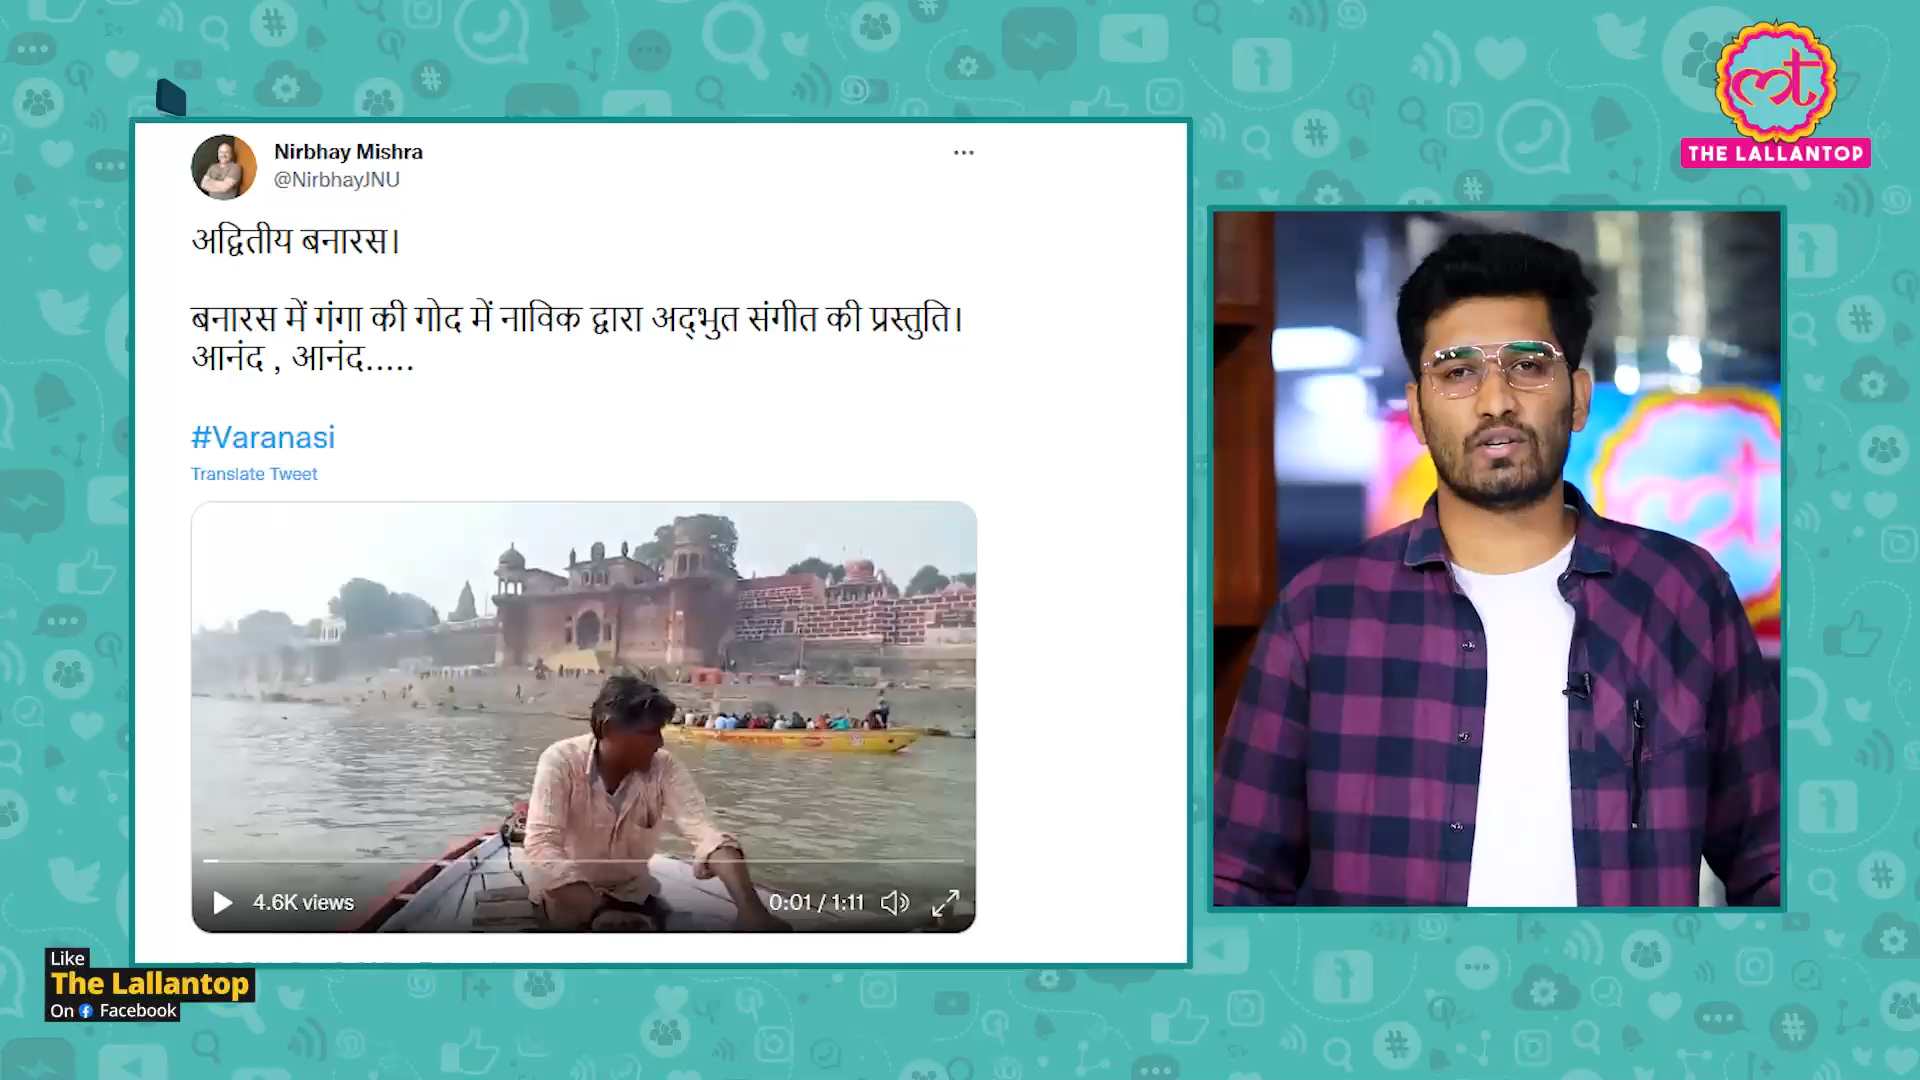 Nirbhay Mishra
@NirbhayJNU
अद्वितीय बनारस।
बनारस में गंगा की गोद में नाविक द्वारा अद्भुत संगीत की प्रस्तुति।
आनंद , आनंद.....
#Varanasi
Translate Tweet
4.6K views
0:01 / 1:11
Like
The Lallantop
On Facebook
THE LALLANTOP